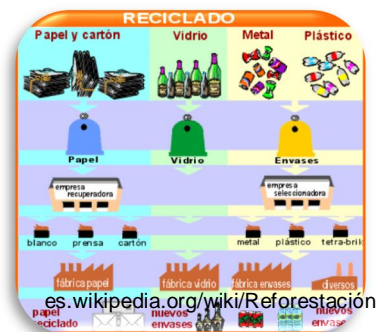 RECICLADO
Papel y cartón Vidrio Metal Plástico
Papel Vidrio Envases
empresa recuperadora
empresa seleccionadora
blanco prensa cartón metal plástico tetra-brik
fábrica papel fábrica vidrio fábrica envases diversos
es.wikipedia.org/wiki/Reforestación
papel reciclado
nuevos envases
nuevos envases